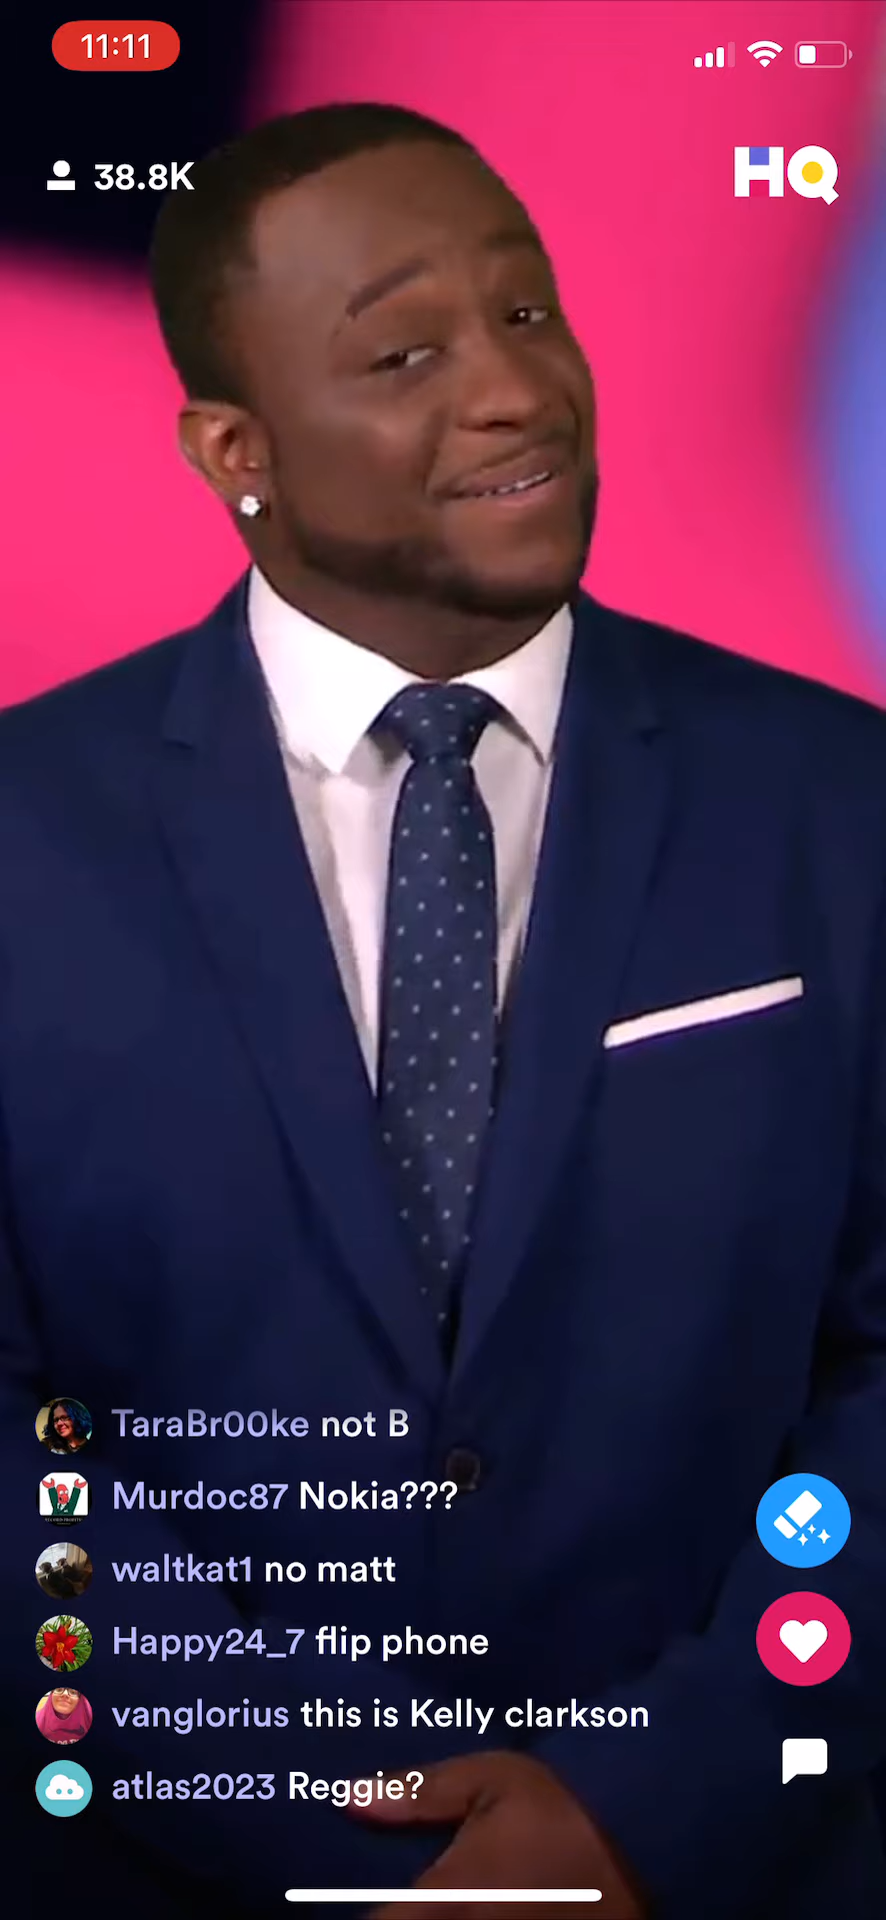 11:11
38.8K
HQ
TaraBr00ke not B
Murdoc87 Nokia???
waltkat1 no matt
Happy24_7 flip phone
vanglorius this is Kelly clarkson
atlas2023 Reggie?